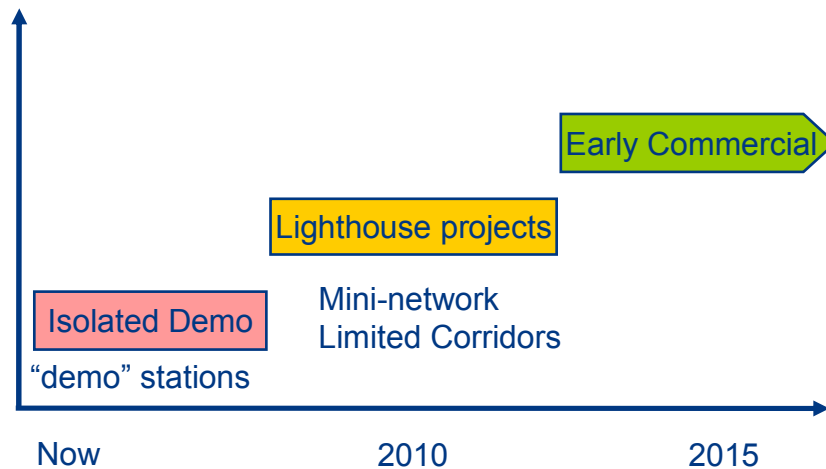 Early Commercial
Lighthouse projects
Isolated Demo
Mini-network
Limited Corridors
“demo” stations
Now 2010 2015